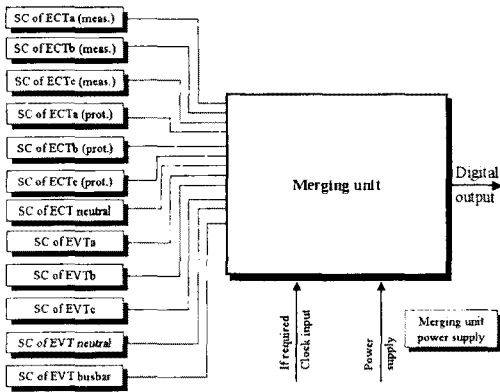 SC of ECTa (meas.)
SC of ECTb (meas.)
SC of ECTc (meas.)
SC of ECTa (prot.)
SC of ECTb (prot.)
SC of ECTc (prot.)
SC of ECT neutral
SC of EVTa
SC of EVTb
SC of EVTc
SC of EVT neutral
SC of EVT busbar
Merging unit
Digital
output
If required
Clock input
Power
supply
Merging unit
power supply